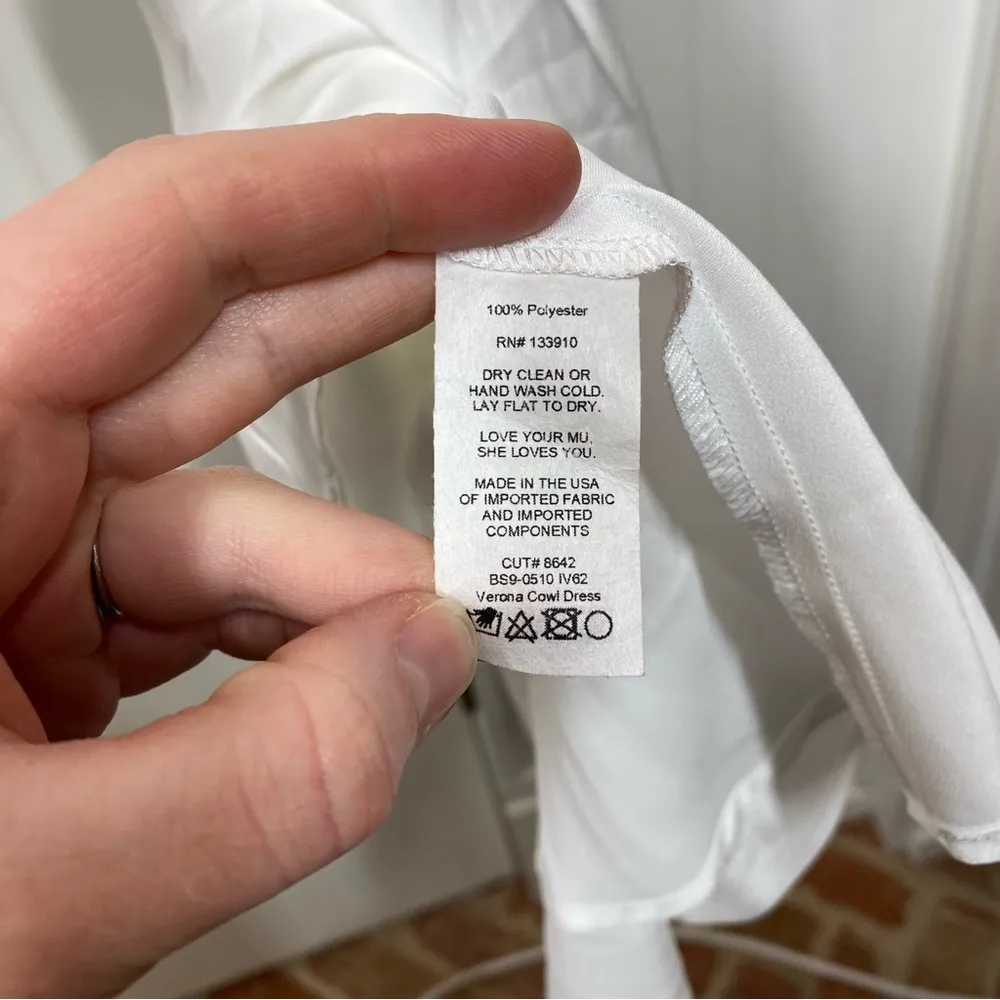 100% Polyester
RN# 133910
DRY CLEAN OR
HAND WASH COLD.
LAY FLAT TO DRY.
LOVE YOUR MU,
SHE LOVES YOU.
MADE IN THE USA
OF IMPORTED FABRIC
AND IMPORTED
COMPONENTS
CUT# 8642
BS9-0510 IV62
Verona Cowl Dress